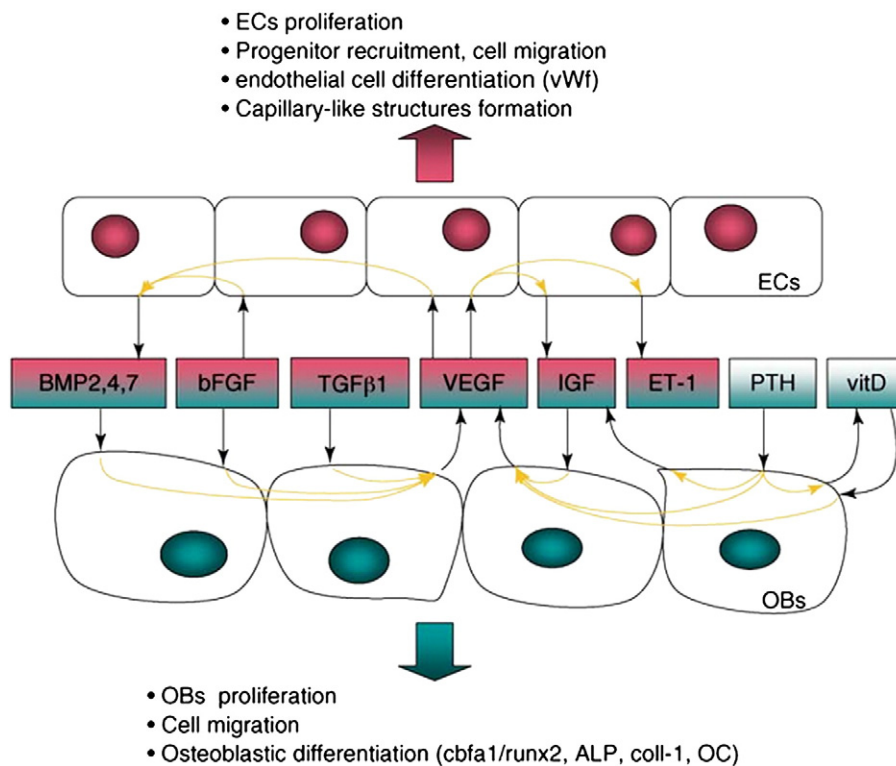 • ECs proliferation
• Progenitor recruitment, cell migration
• endothelial cell differentiation (vWf)
• Capillary-like structures formation
ECs
BMP2,4,7 bFGF TGFβ1 VEGF IGF ET-1 PTH vitD
OBs
• OBs proliferation
• Cell migration
• Osteoblastic differentiation (cbfa1/runx2, ALP, coll-1, OC)